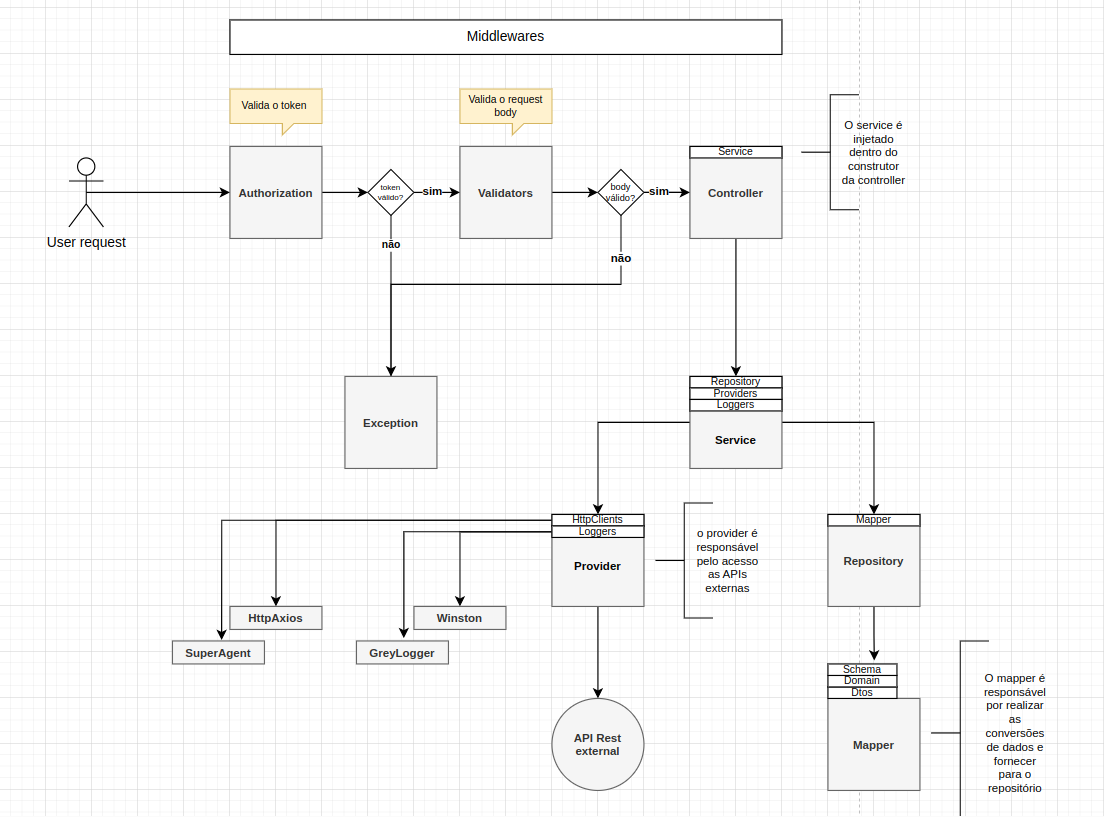 Middlewares
Valida o token
Valida o request
body
User request
Authorization
token
válido?
sim
não
Validators
body
válido?
sim
não
Service
Controller
O service é
injetado
dentro do
construtor
da controller
Exception
Repository
Providers
Loggers
Service
HttpClients
Loggers
Provider
o provider é
responsável
pelo acesso
as APIs
externas
Mapper
Repository
HttpAxios
SuperAgent
Winston
GreyLogger
API Rest
external
Schema
Domain
Dtos
Mapper
O mapper é
responsável
por realizar
as
conversões
de dados e
fornecer
para o
repositório